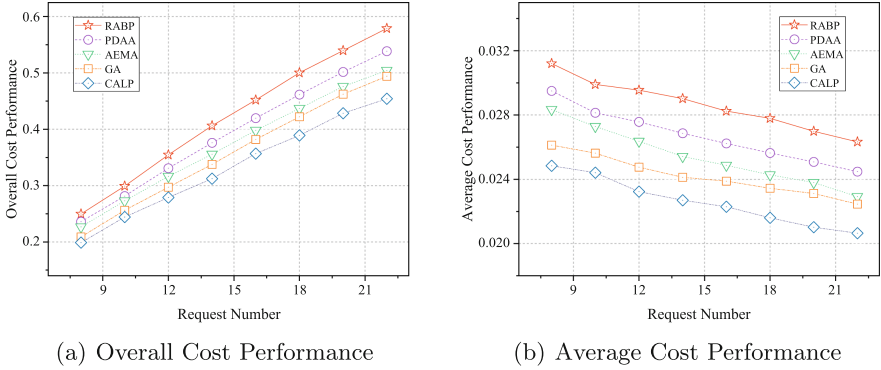 0.6
0.5
0.4
0.3
0.2
Overall Cost Performance
RABP
PDAA
AEMA
GA
CALP
9 12 15 18 21
Request Number
(a) Overall Cost Performance
0.032
0.028
0.024
0.020
Average Cost Performance
RABP
PDAA
AEMA
GA
CALP
9 12 15 18 21
Request Number
(b) Average Cost Performance